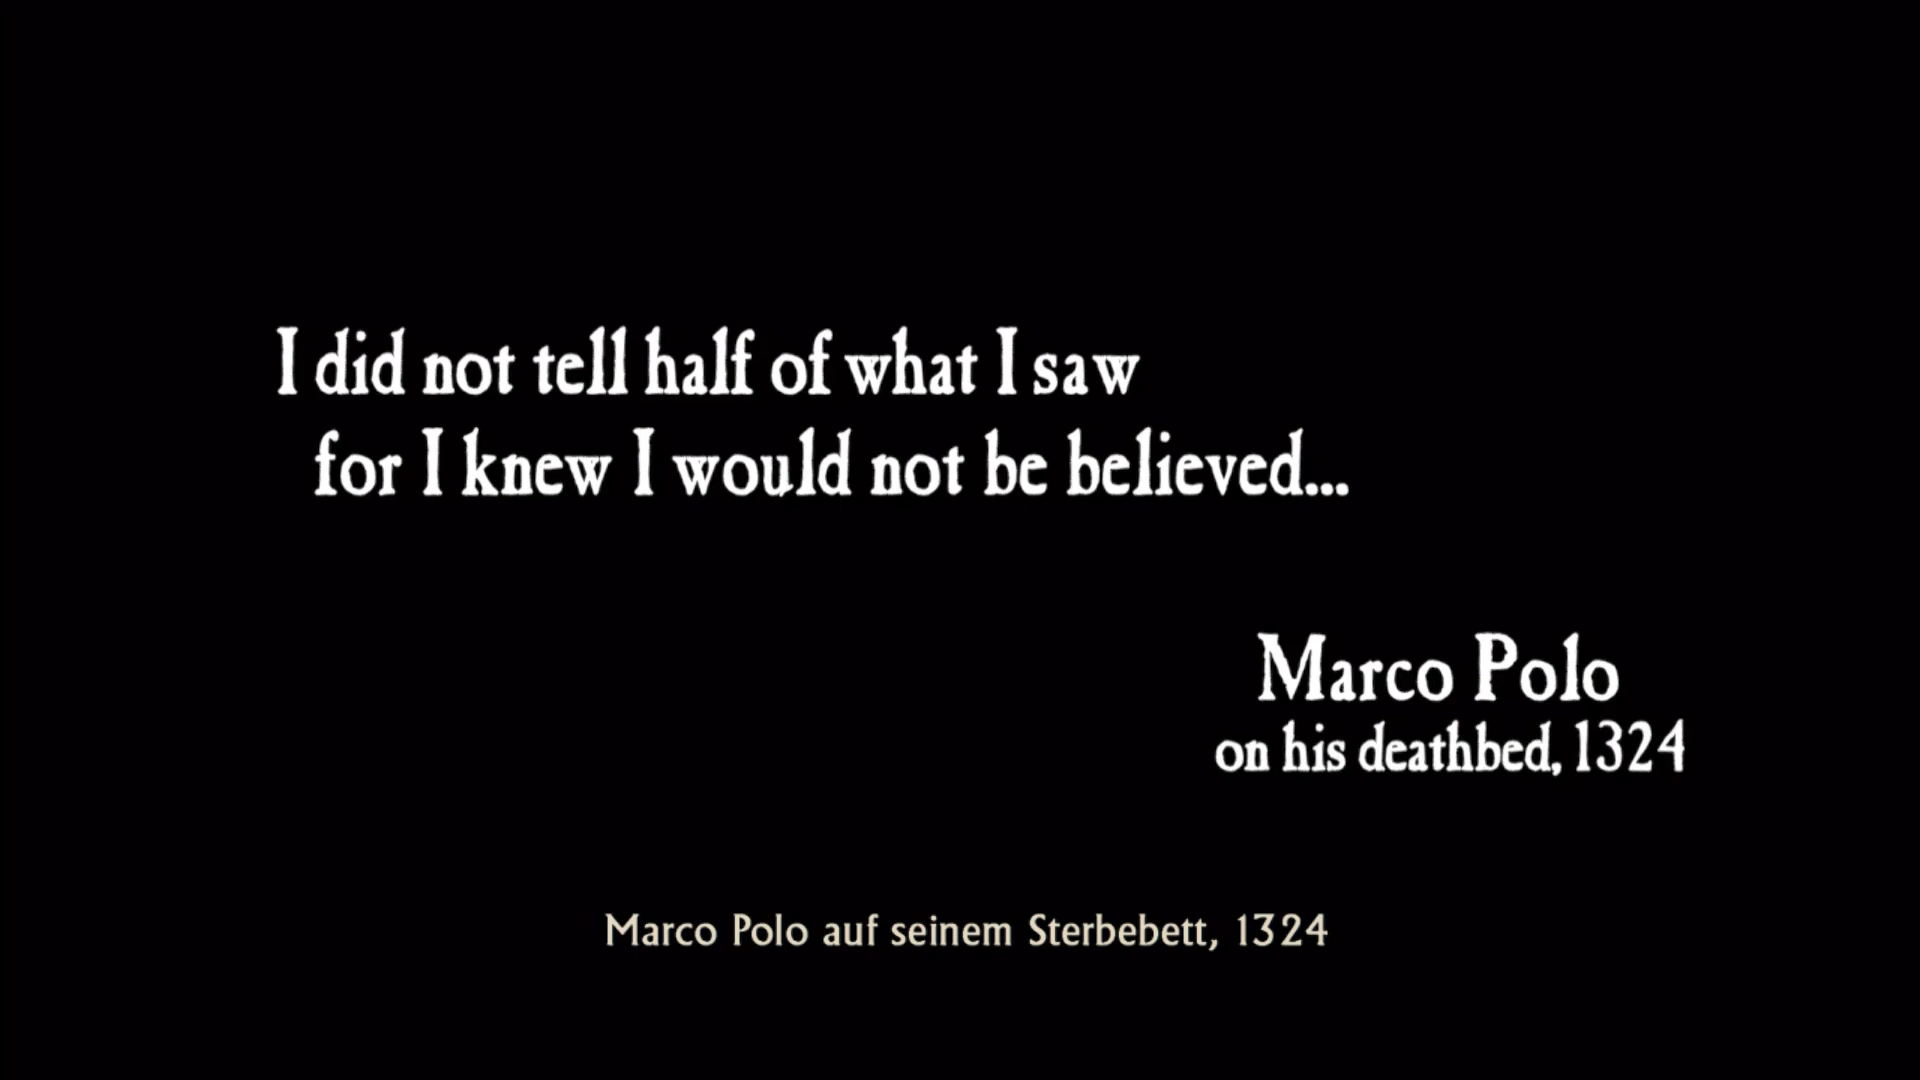 I did not tell half of what I saw
for I knew I would not be believed...
Marco Polo
on his deathbed, 1324
Marco Polo auf seinem Sterbebett, 1324